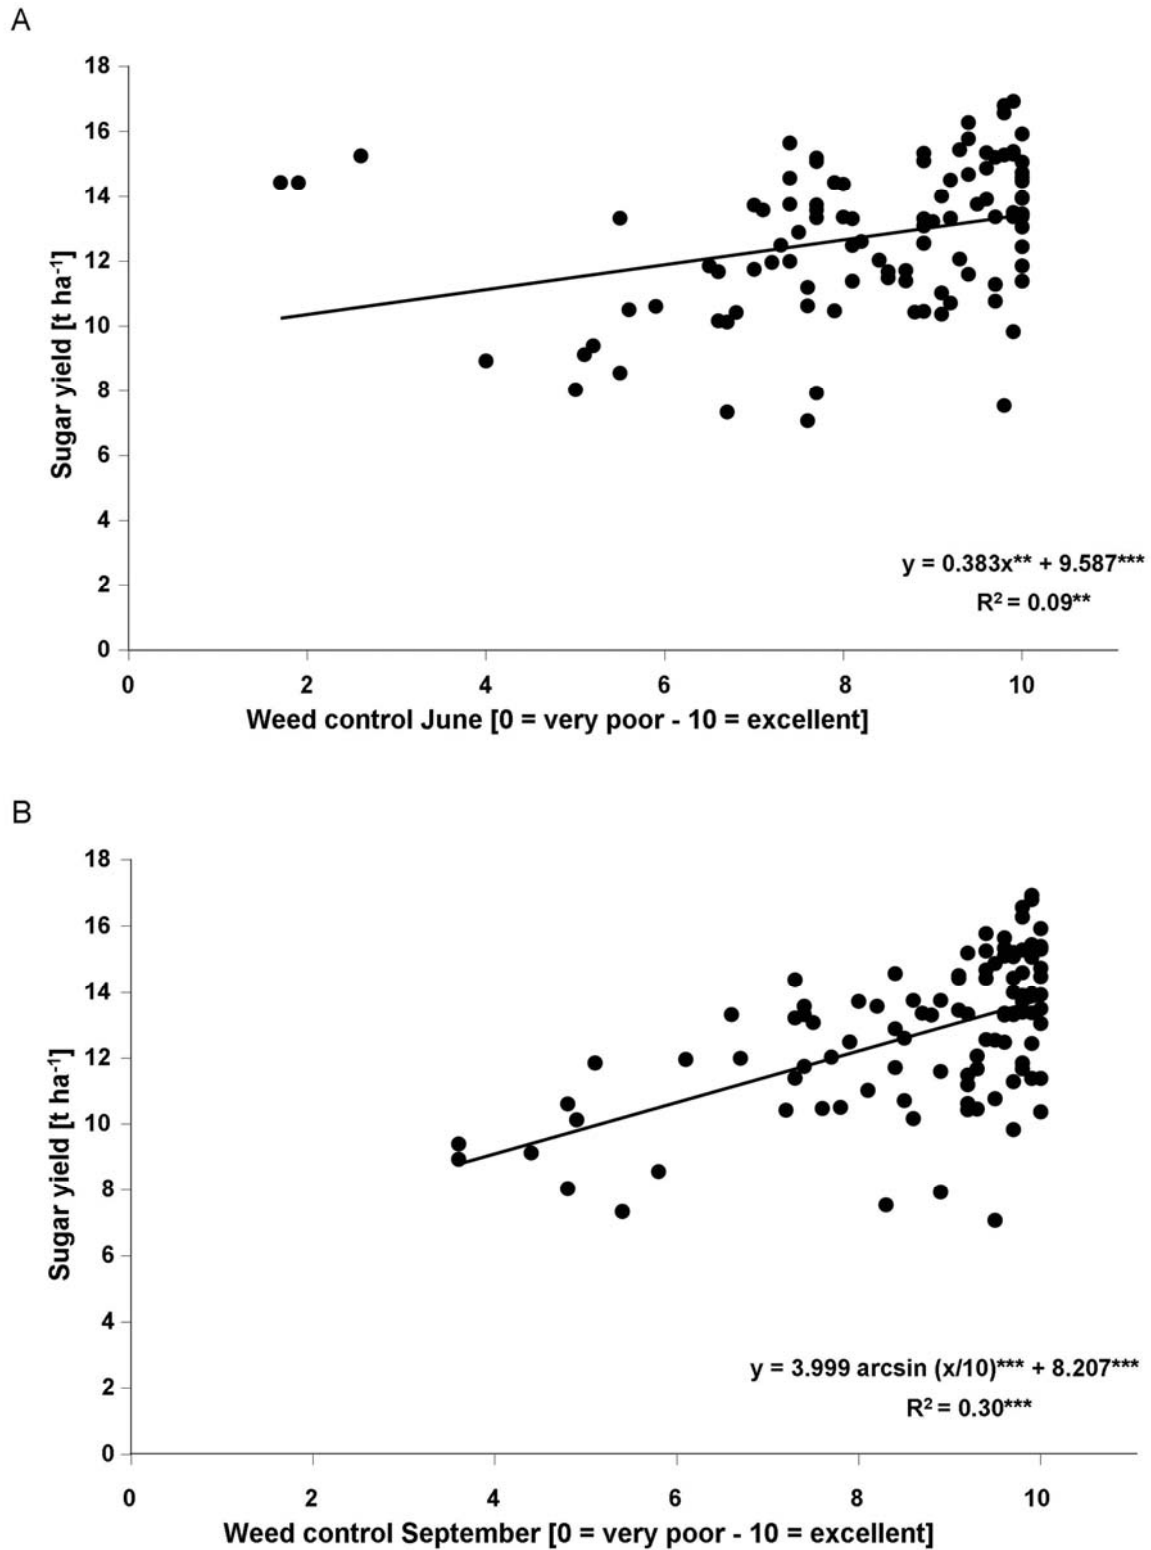 A
18
16
14
12
10
8
6
4
2
0
Sugar yield [t ha⁻¹]
y = 0.383x** + 9.587***
R² = 0.09**
0 2 4 6 8 10
Weed control June [0 = very poor - 10 = excellent]
B
18
16
14
12
10
8
6
4
2
0
Sugar yield [t ha⁻¹]
y = 3.999 arcsin (x/10)*** + 8.207***
R² = 0.30***
0 2 4 6 8 10
Weed control September [0 = very poor - 10 = excellent]